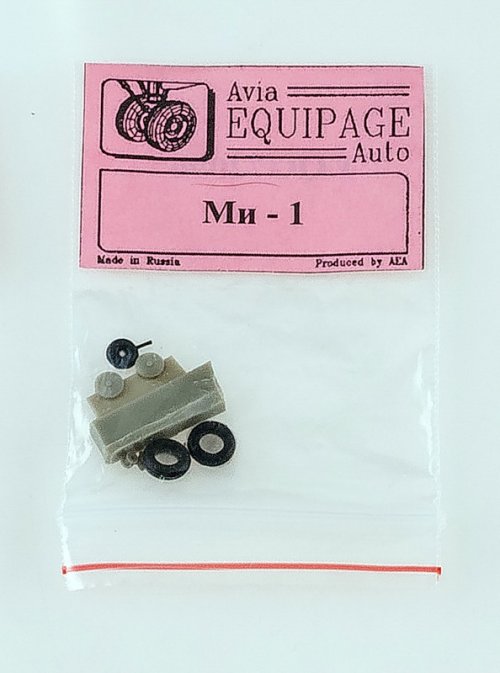 Avia
EQUIPAGE
Auto
Ми - 1
Made in Russia
Produced by AEA